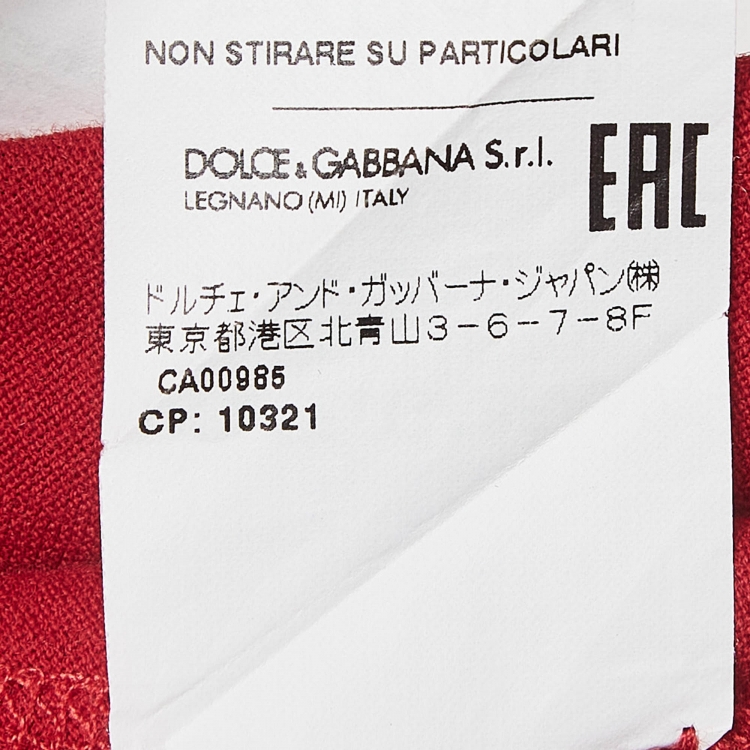 NON STIRARE SU PARTICOLARI
DOLCE & GABBANA S.r.l.
LEGNANO (MI) ITALY
EAC
ドルチェ・アンド・ガッバーナ・ジャパン㈱
東京都港区北青山3-6-7-8F
CA00985
CP: 10321